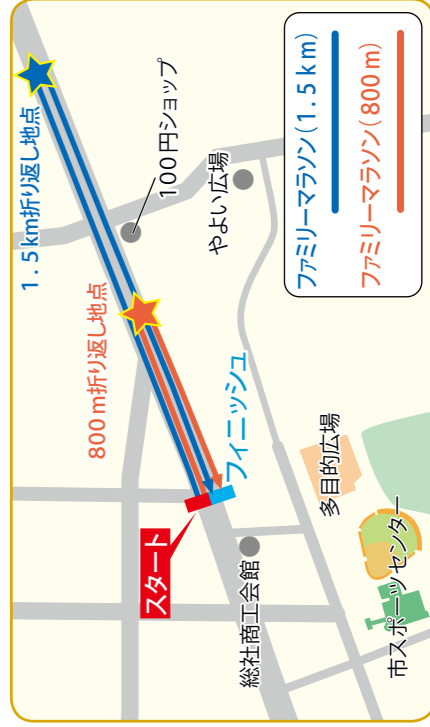 1.5km折り返し地点
100円ショップ
やよい広場
800m折り返し地点
スタート
フィニッシュ
総社商工会館
多目的広場
市スポーツセンター
ファミリーマラソン(1.5km)
ファミリーマラソン(800m)